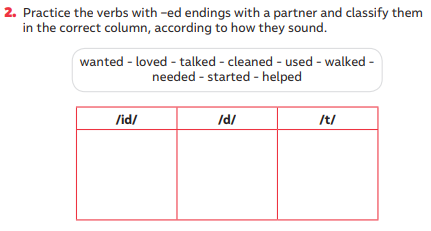 2. Practice the verbs with –ed endings with a partner and classify them
in the correct column, according to how they sound.
wanted - loved - talked - cleaned - used - walked -
needed - started - helped
/id/ /d/ /t/